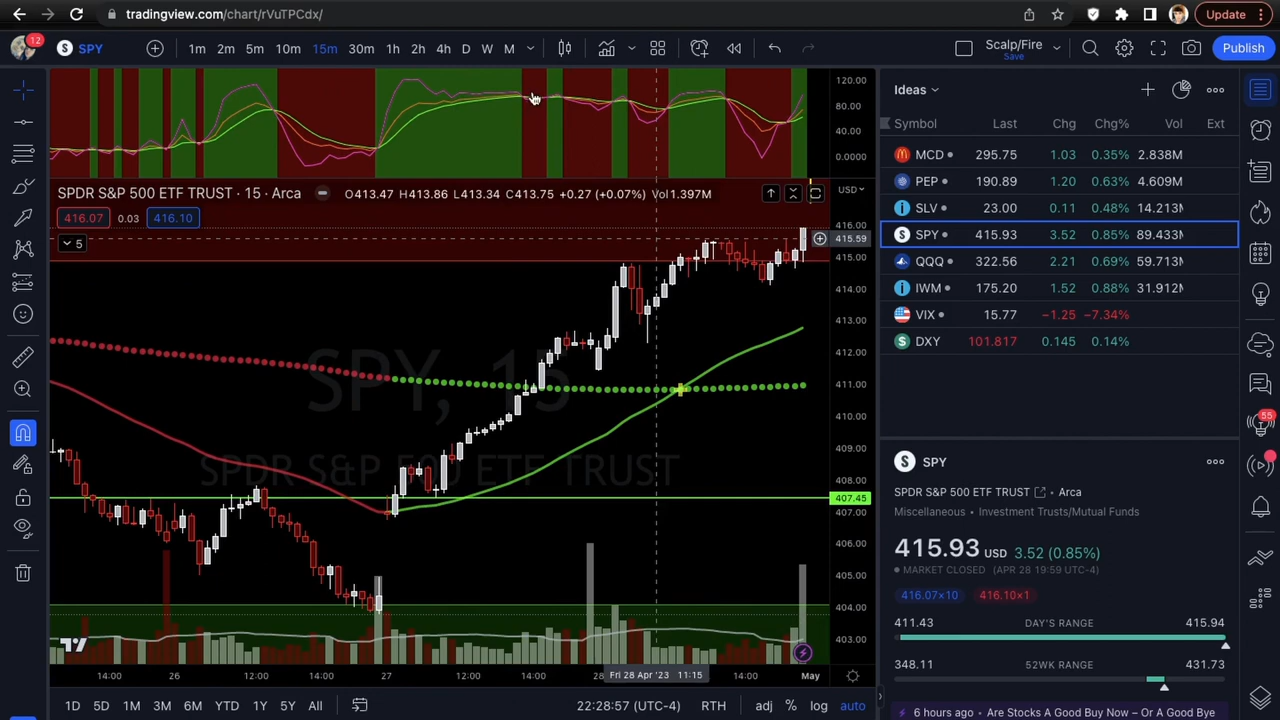 tradingview.com/chart/rVuTPCdx/
Update
12
SPY
1m 2m 5m 10m 15m 30m 1h 2h 4h D W M
Scalp/Fire
Save
Publish
120.00
80.00
40.00
0.0000
SPDR S&P 500 ETF TRUST · 15 · Arca
O413.47 H413.86 L413.34 C413.75 +0.27 (+0.07%) Vol1.397M
USD
416.07 0.03 416.10
5
416.00
415.59
415.00
414.00
413.00
412.00
411.00
410.00
409.00
408.00
407.45
407.00
406.00
405.00
404.00
403.00
SPY, 15
SPDR S&P 500 ETF TRUST
14:00 26 12:00 14:00 27 12:00 14:00 28 Fri 28 Apr '23 11:15 14:00 May
1D 5D 1M 3M 6M YTD 1Y 5Y All
22:28:57 (UTC-4) RTH adj % log auto
Ideas
Symbol Last Chg Chg% Vol Ext
MCD 295.75 1.03 0.35% 2.838M
PEP 190.89 1.20 0.63% 4.609M
SLV 23.00 0.11 0.48% 14.213M
SPY 415.93 3.52 0.85% 89.433M
QQQ 322.56 2.21 0.69% 59.713M
IWM 175.20 1.52 0.88% 31.912M
VIX 15.77 −1.25 −7.34%
DXY 101.817 0.145 0.14%
SPY
SPDR S&P 500 ETF TRUST Arca
Miscellaneous • Investment Trusts/Mutual Funds
415.93 USD 3.52 (0.85%)
MARKET CLOSED (APR 28 19:59 UTC-4)
416.07×10 416.10×1
411.43 DAY'S RANGE 415.94
348.11 52WK RANGE 431.73
6 hours ago • Are Stocks A Good Buy Now – Or A Good Bye
55